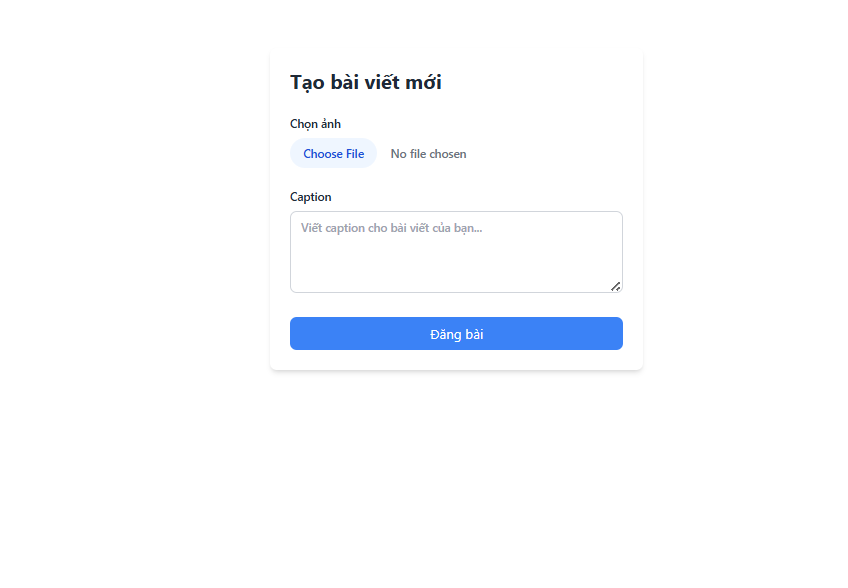 Tạo bài viết mới
Chọn ảnh
Choose File No file chosen
Caption
Viết caption cho bài viết của bạn...
Đăng bài